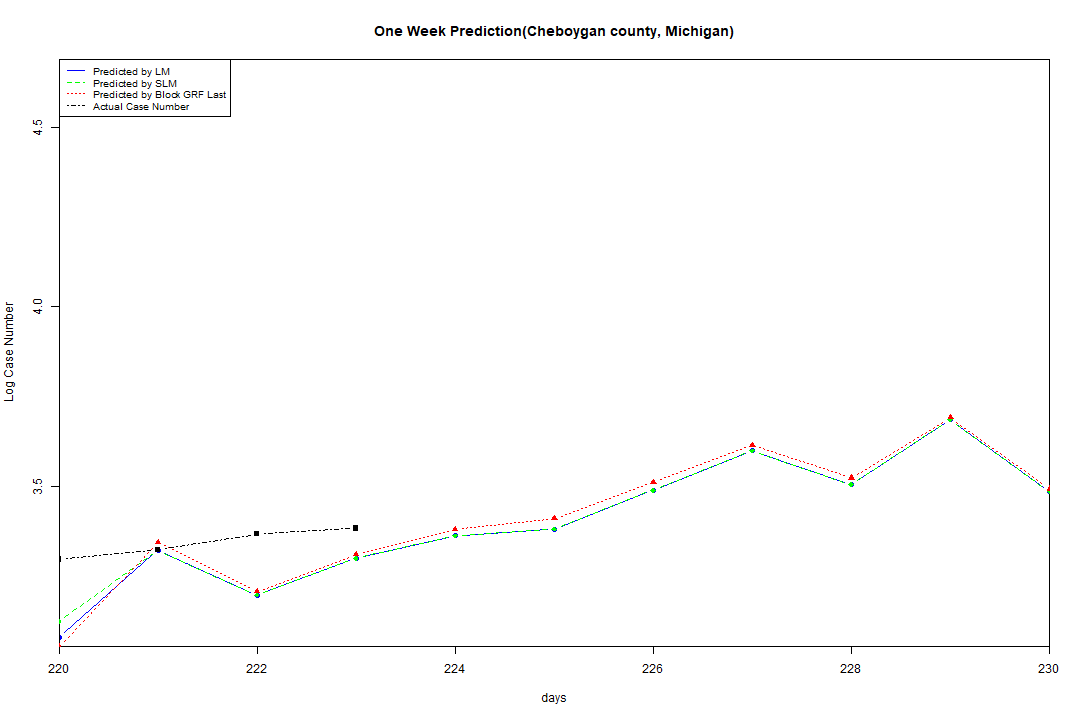 One Week Prediction(Cheboygan county, Michigan)
Predicted by LM
Predicted by SLM
Predicted by Block GRF Last
Actual Case Number
4.5
4.0
3.5
Log Case Number
220 222 224 226 228 230
days